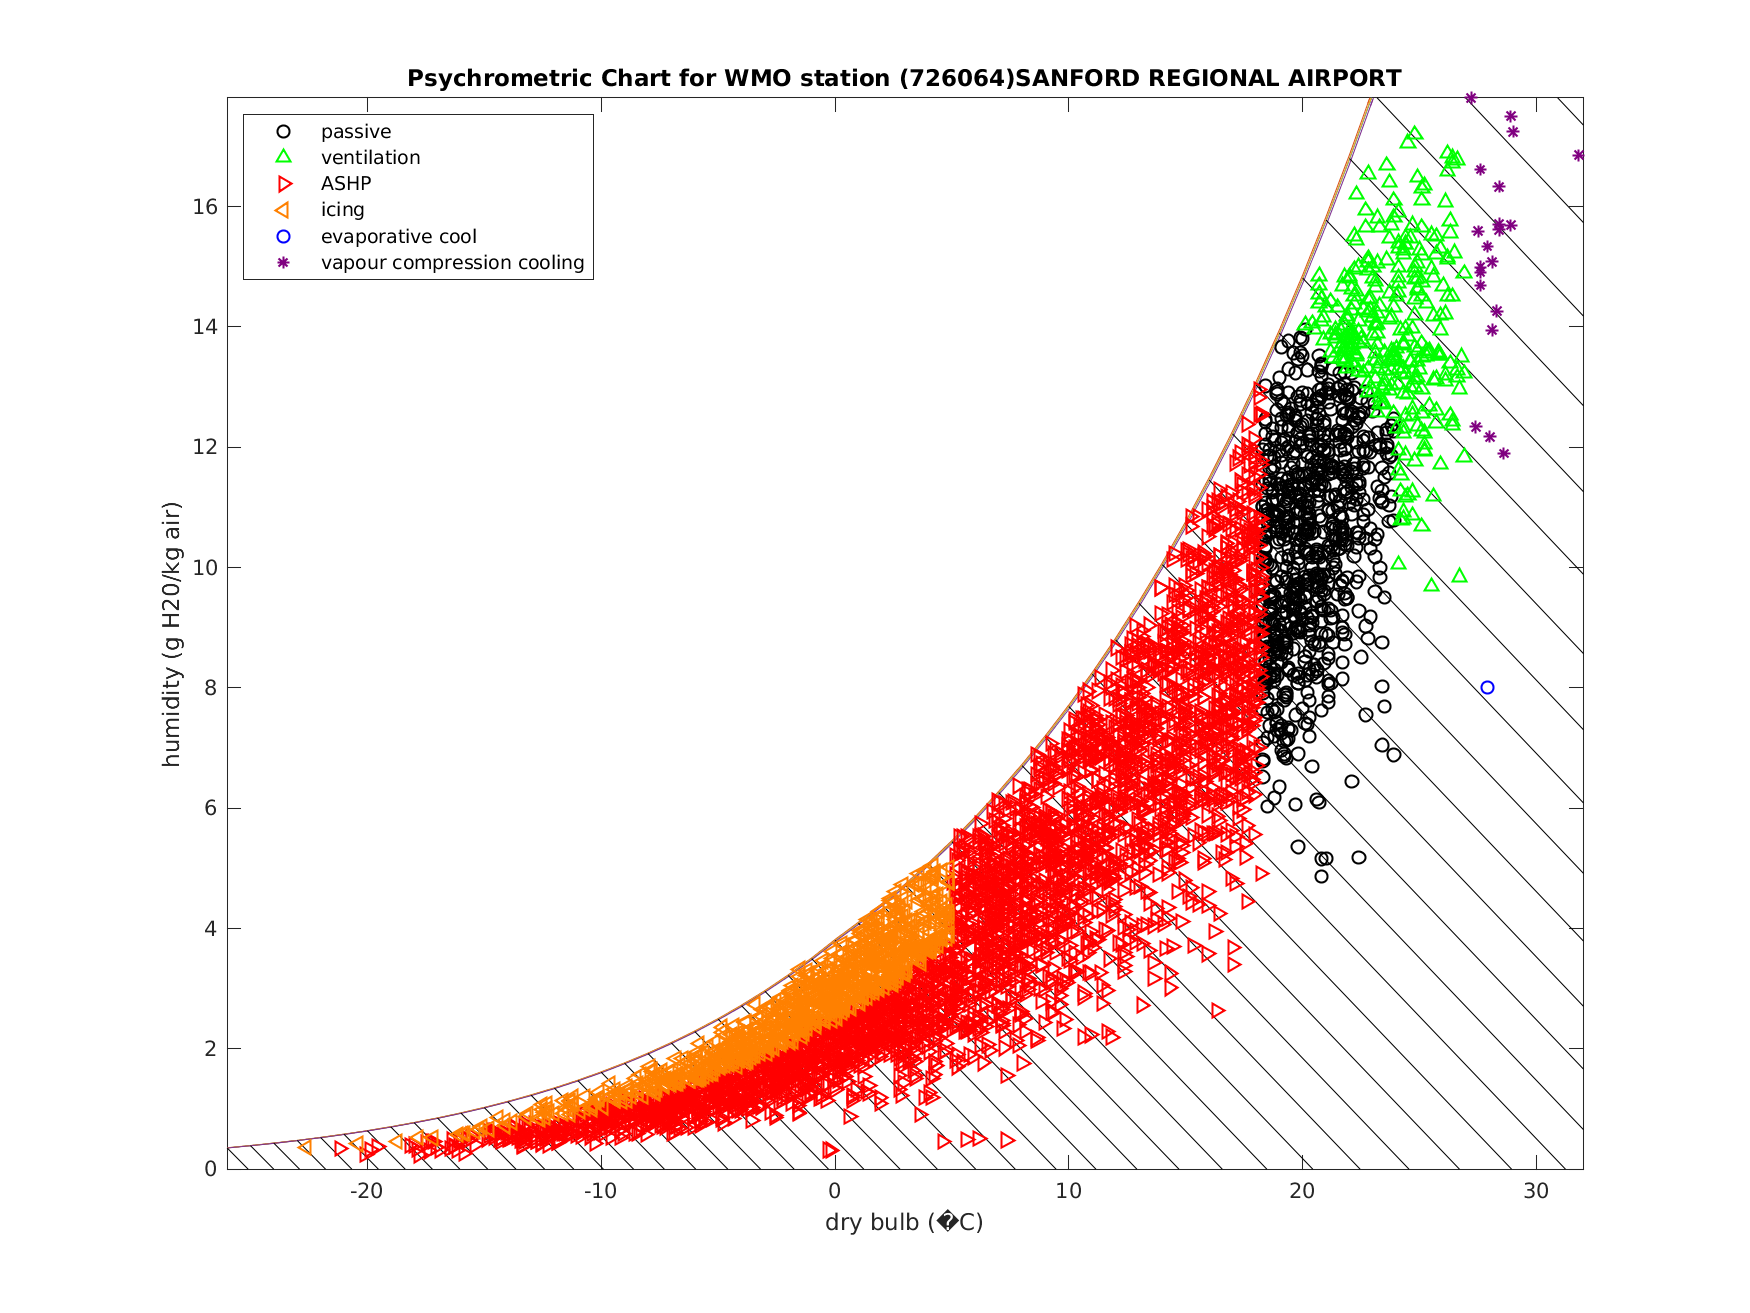 Psychrometric Chart for WMO station (726064)SANFORD REGIONAL AIRPORT
passive
ventilation
ASHP
icing
evaporative cool
vapour compression cooling
16
14
12
10
8
6
4
2
0
humidity (g H20/kg air)
-20 -10 0 10 20 30
dry bulb (�C)